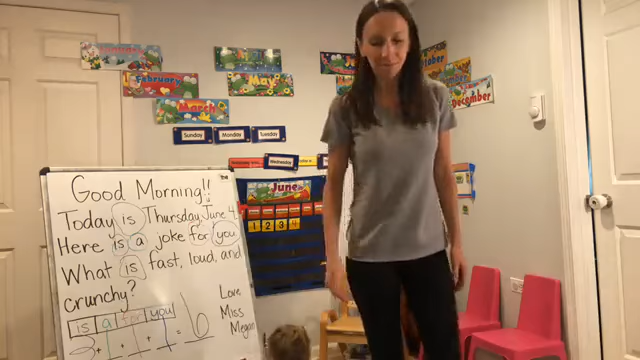 February
March
May
October
December
Sunday
Monday
Tuesday
Wednesday
June
1 2 3 4
Good Morning!!
Today is Thursday, June 4.
Here is a joke for you
What is fast, loud, and
crunchy?
is a for you
+ + + = 6
Love,
Miss
Megan